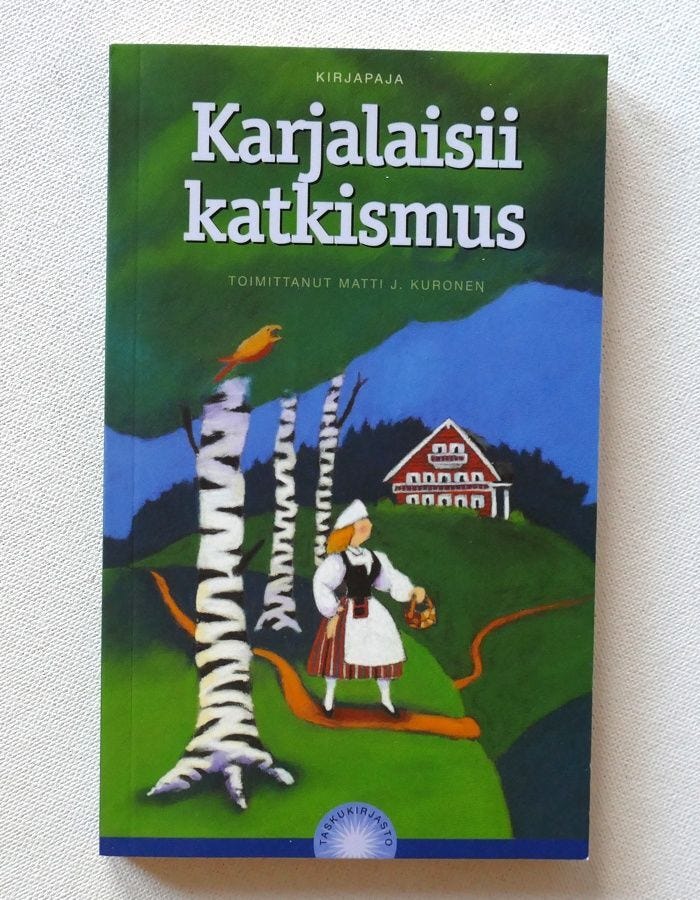 KIRJAPAJA
Karjalaisii
katkismus
TOIMITTANUT MATTI J. KURONEN
TASKUKIRJASTO